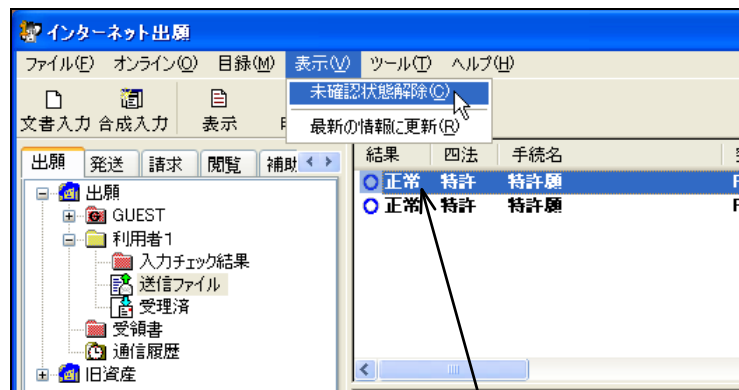 インターネット出願
ファイル(F) オンライン(O) 目録(M) 表示(V) ツール(T) ヘルプ(H)
未確認状態解除(C)
最新の情報に更新(R)
文書入力 合成入力 表示
出願 発送 請求 閲覧 補助
結果 四法 手続名
正常 特許 特許願
正常 特許 特許願
出願
GUEST
利用者1
入力チェック結果
送信ファイル
受理済
受領書
通信履歴
旧資産